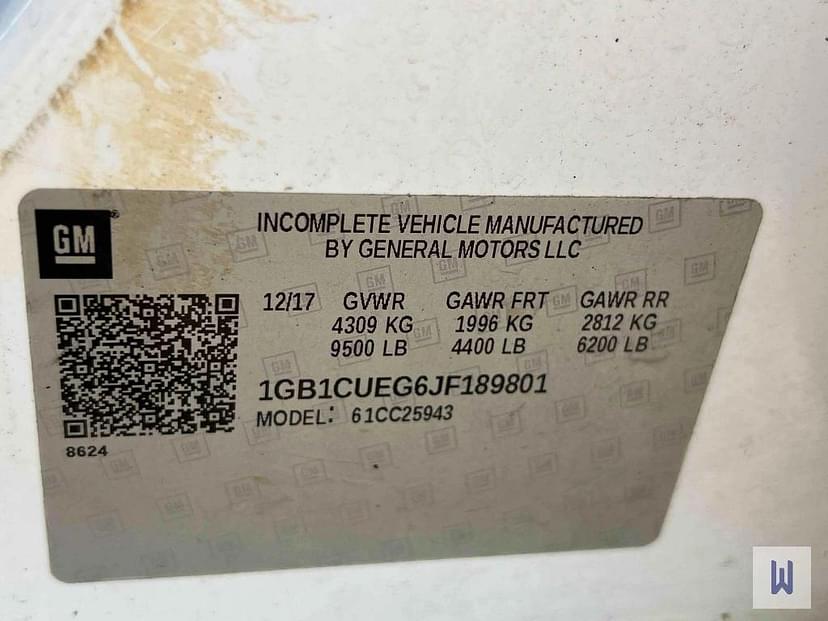 GM®
INCOMPLETE VEHICLE MANUFACTURED
BY GENERAL MOTORS LLC
12/17 GVWR GAWR FRT GAWR RR
4309 KG 1996 KG 2812 KG
9500 LB 4400 LB 6200 LB
1GB1CUEG6JF189801
MODEL: 61CC25943
8624
W